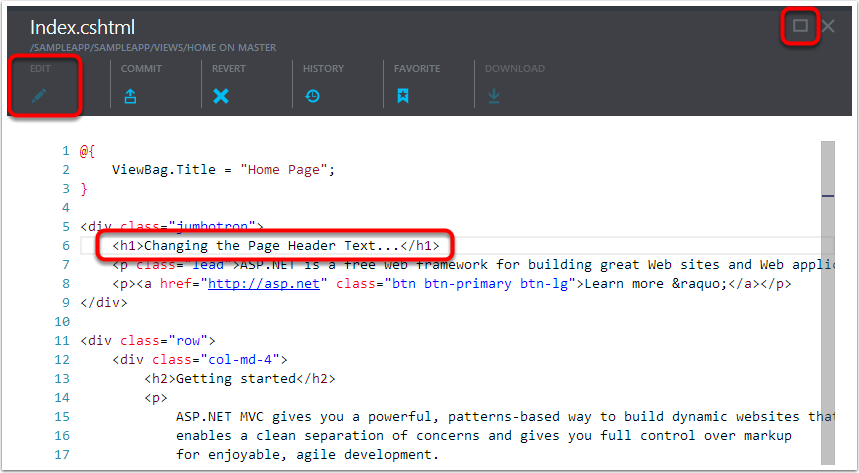 Index.cshtml
/SAMPLEAPP/SAMPLEAPP/VIEWS/HOME ON MASTER
EDIT COMMIT REVERT HISTORY FAVORITE DOWNLOAD
1 @{
2 ViewBag.Title = "Home Page";
3 }
4
5 <div class="jumbotron">
6 <h1>Changing the Page Header Text...</h1>
7 <p class="lead">ASP.NET is a free web framework for building great Web sites and Web applic
8 <p><a href="http://asp.net" class="btn btn-primary btn-lg">Learn more &raquo;</a></p>
9 </div>
10
11 <div class="row">
12 <div class="col-md-4">
13 <h2>Getting started</h2>
14 <p>
15 ASP.NET MVC gives you a powerful, patterns-based way to build dynamic websites that
16 enables a clean separation of concerns and gives you full control over markup
17 for enjoyable, agile development.